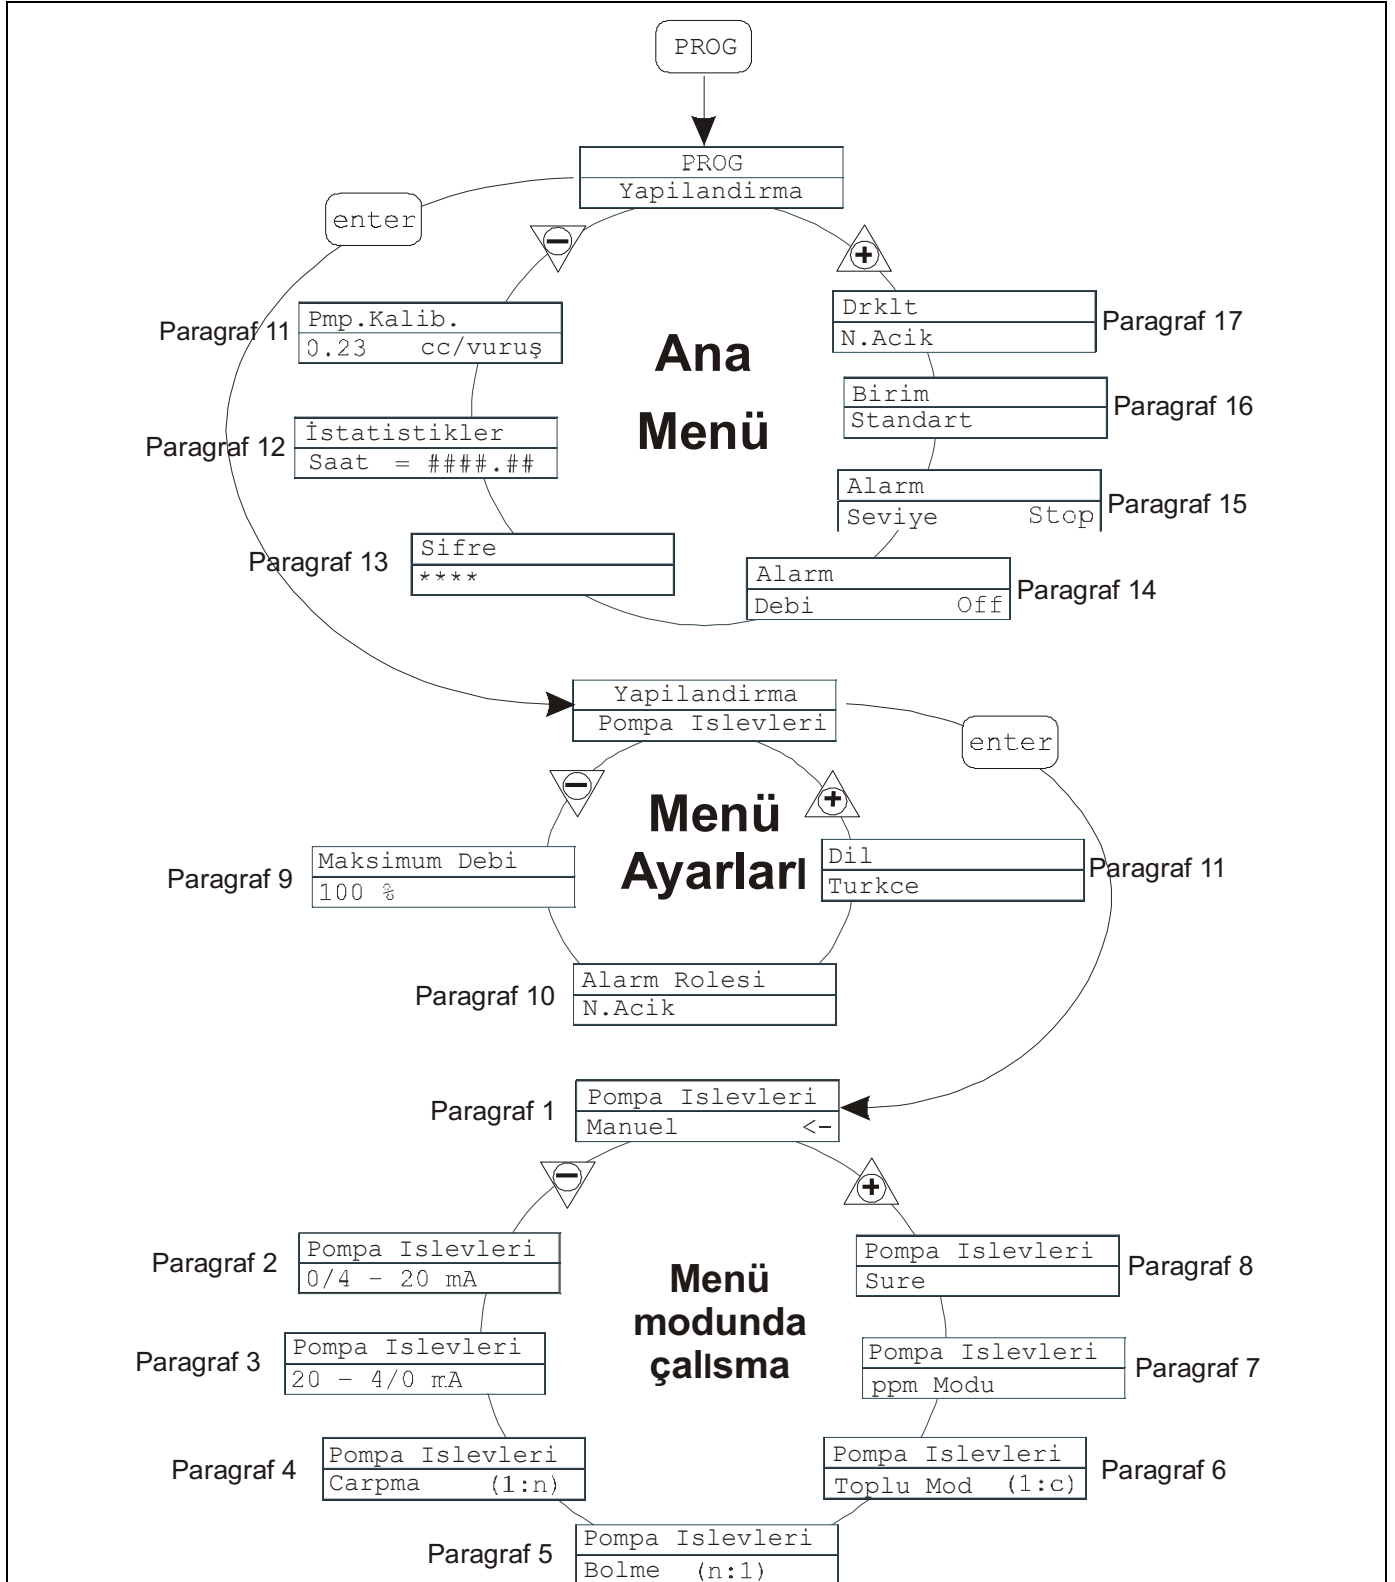 PROG
PROG
Yapilandirma
enter
Paragraf 11
Pmp.Kalib.
0.23 cc/vuruş
Drklt
N.Acik
Paragraf 17
Ana
Menü
Birim
Standart
Paragraf 16
Paragraf 12
İstatistikler
Saat = ####.##
Alarm
Seviye Stop
Paragraf 15
Paragraf 13
Sifre
****
Alarm
Debi Off
Paragraf 14
Yapilandirma
Pompa Islevleri
enter
Menü
Ayarları
Paragraf 9
Maksimum Debi
100 %
Dil
Turkce
Paragraf 11
Paragraf 10
Alarm Rolesi
N.Acik
Paragraf 1
Pompa Islevleri
Manuel <-
Paragraf 2
Pompa Islevleri
0/4 - 20 mA
Menü
modunda
çalısma
Pompa Islevleri
Sure
Paragraf 8
Paragraf 3
Pompa Islevleri
20 - 4/0 mA
Pompa Islevleri
ppm Modu
Paragraf 7
Paragraf 4
Pompa Islevleri
Carpma (1:n)
Pompa Islevleri
Toplu Mod (1:c)
Paragraf 6
Paragraf 5
Pompa Islevleri
Bolme (n:1)